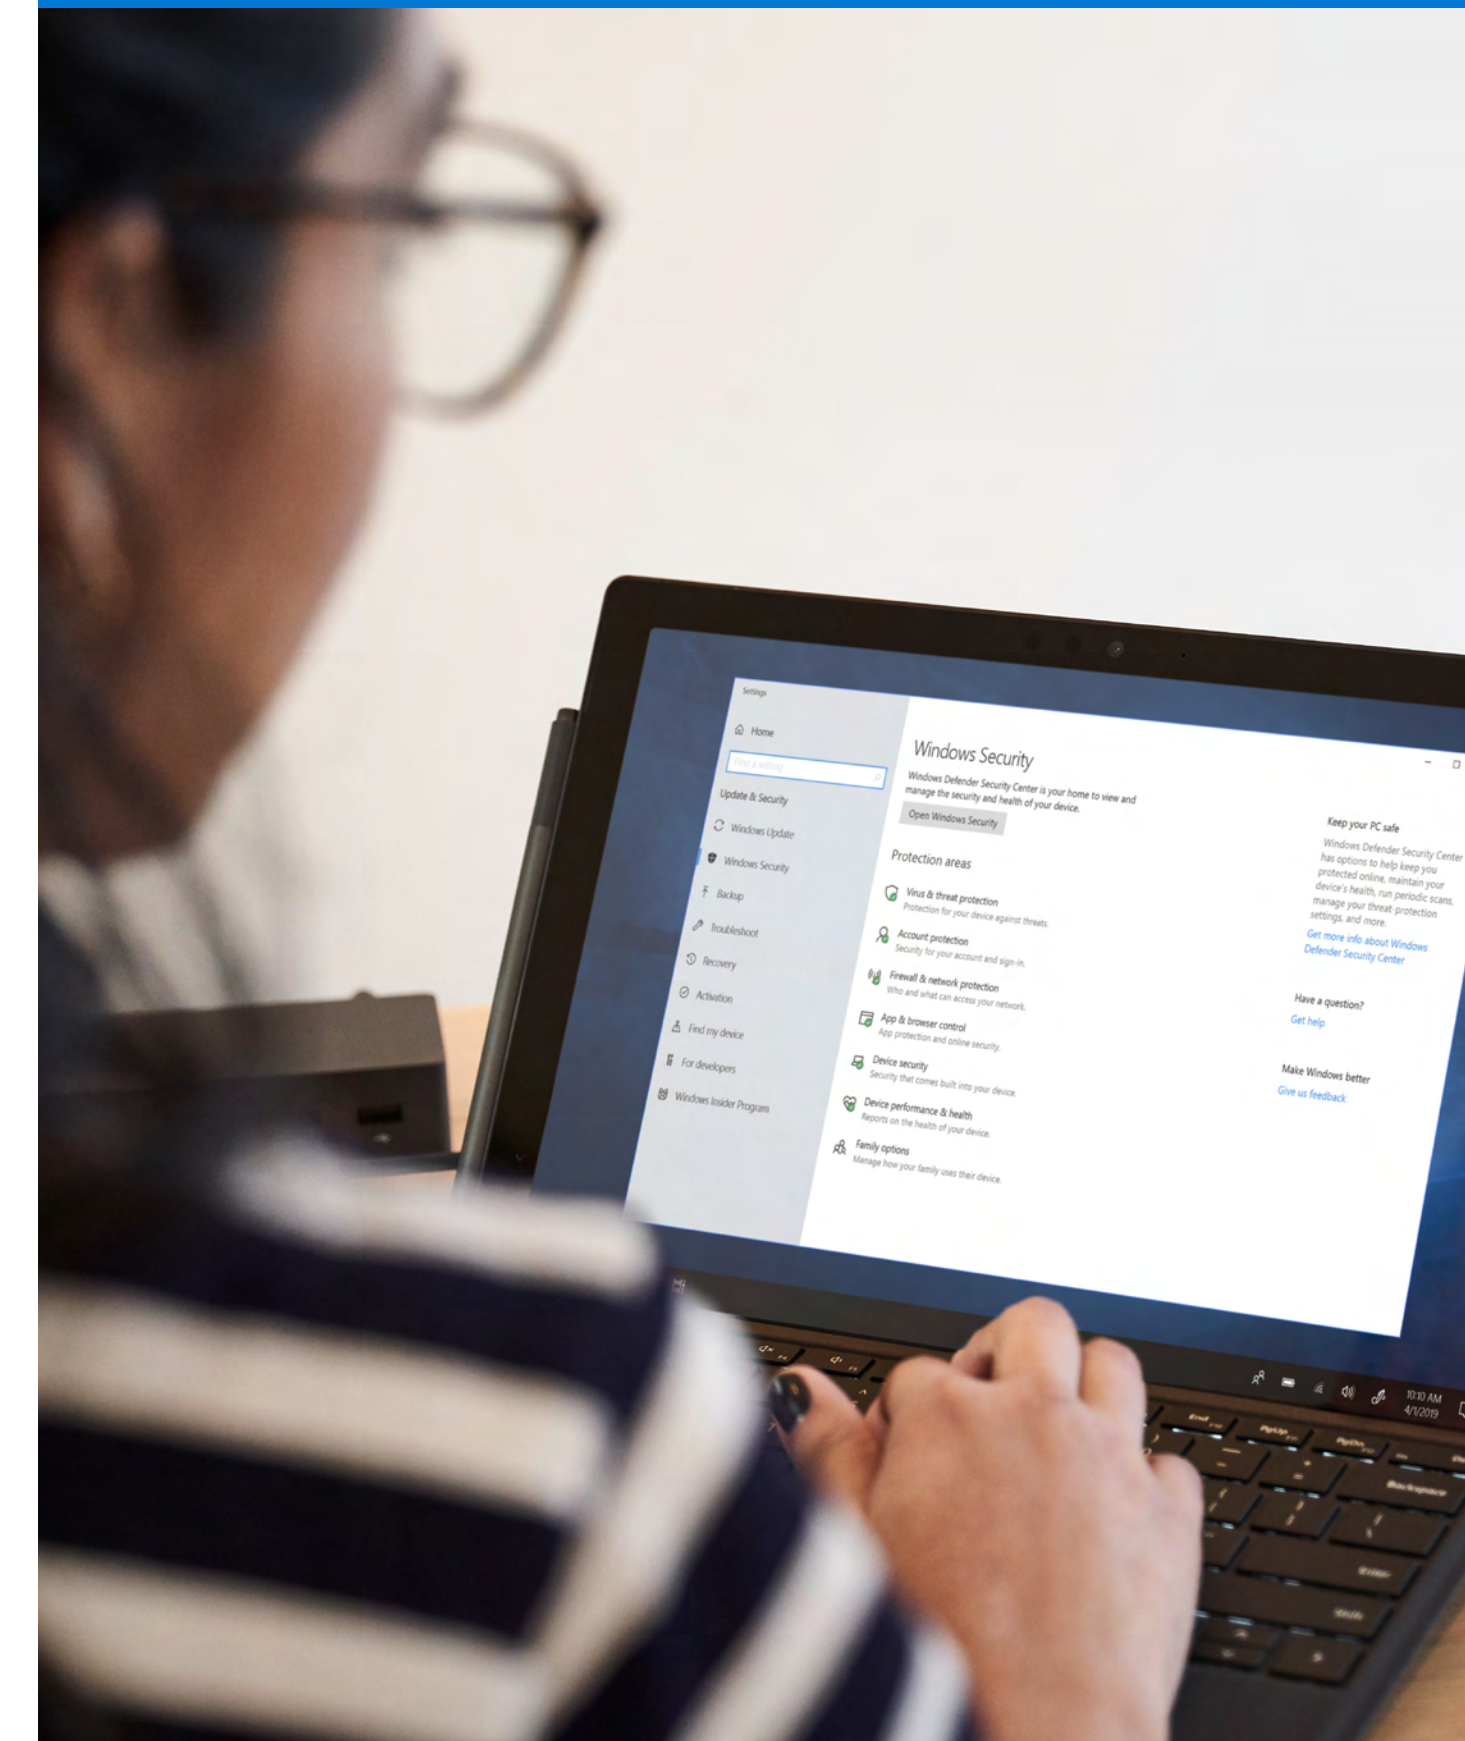 Settings
Home
Find a setting
Update & Security
Windows Update
Windows Security
Backup
Troubleshoot
Recovery
Activation
Find my device
For developers
Windows Insider Program
Windows Security
Windows Defender Security Center is your home to view and
manage the security and health of your device.
Open Windows Security
Protection areas
Virus & threat protection
Protection for your device against threats.
Account protection
Security for your account and sign-in.
Firewall & network protection
Who and what can access your network.
App & browser control
App protection and online security.
Device security
Security that comes built into your device.
Device performance & health
Reports on the health of your device.
Family options
Manage how your family uses their device.
Keep your PC safe
Windows Defender Security Center
has options to help keep you
protected online, maintain your
device's health, run periodic scans,
manage your threat-protection
settings, and more.
Get more info about Windows
Defender Security Center
Have a question?
Get help
Make Windows better
Give us feedback
10:10 AM
4/1/2019
End
PgUp
PgDn
Backspace
Enter
Shift